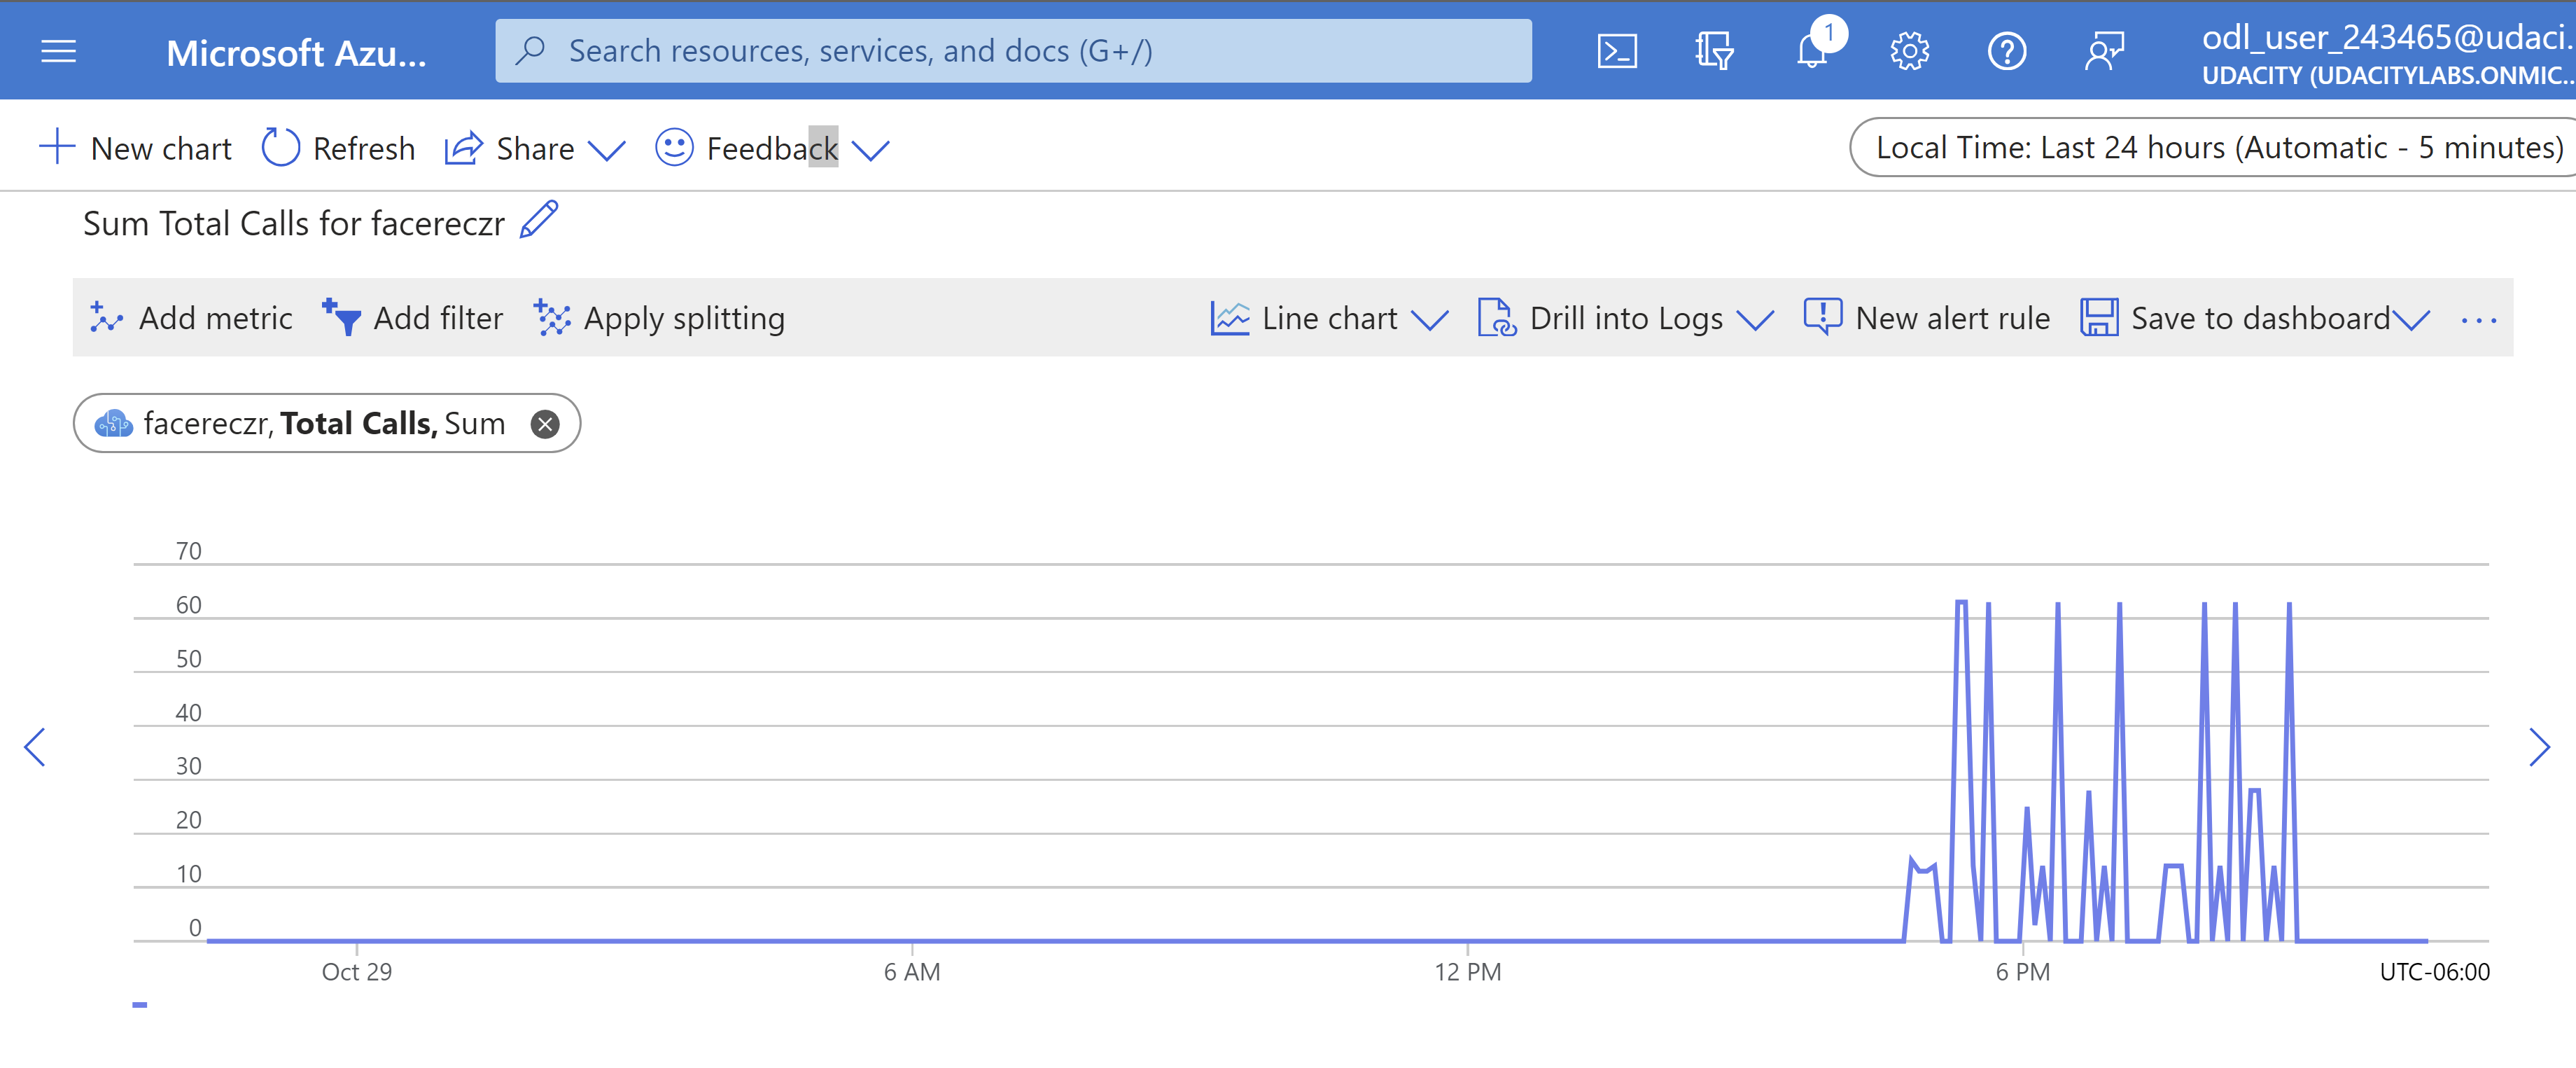 Microsoft Azu...
Search resources, services, and docs (G+/)
1
odl_user_243465@udaci.
UDACITY (UDACITYLABS.ONMIC...
New chart
Refresh
Share
Feedback
Local Time: Last 24 hours (Automatic - 5 minutes)
Sum Total Calls for facereczr
Add metric
Add filter
Apply splitting
Line chart
Drill into Logs
New alert rule
Save to dashboard
...
facereczr, Total Calls, Sum
70
60
50
40
30
20
10
0
Oct 29
6 AM
12 PM
6 PM
UTC-06:00